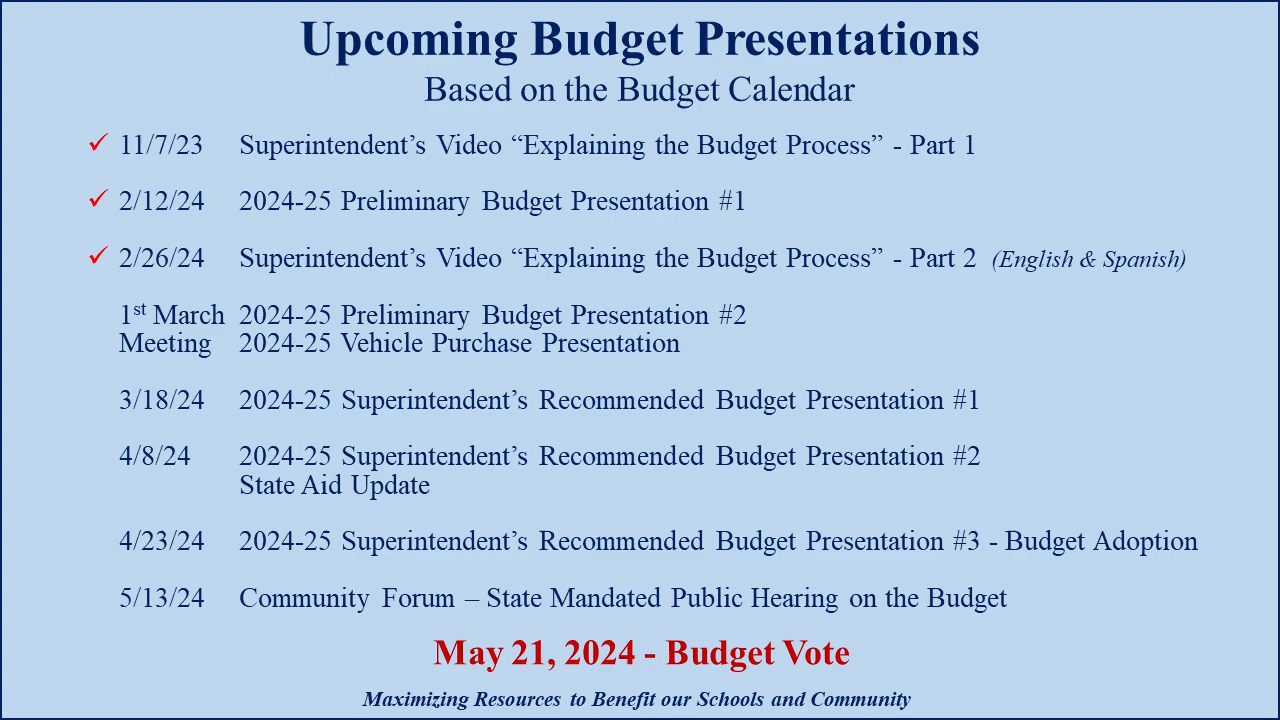 Upcoming Budget Presentations
Based on the Budget Calendar
✓ 11/7/23 Superintendent’s Video “Explaining the Budget Process” - Part 1
✓ 2/12/24 2024-25 Preliminary Budget Presentation #1
✓ 2/26/24 Superintendent’s Video “Explaining the Budget Process” - Part 2 (English & Spanish)
1st March 2024-25 Preliminary Budget Presentation #2
Meeting 2024-25 Vehicle Purchase Presentation
3/18/24 2024-25 Superintendent’s Recommended Budget Presentation #1
4/8/24 2024-25 Superintendent’s Recommended Budget Presentation #2
State Aid Update
4/23/24 2024-25 Superintendent’s Recommended Budget Presentation #3 - Budget Adoption
5/13/24 Community Forum – State Mandated Public Hearing on the Budget
May 21, 2024 - Budget Vote
Maximizing Resources to Benefit our Schools and Community